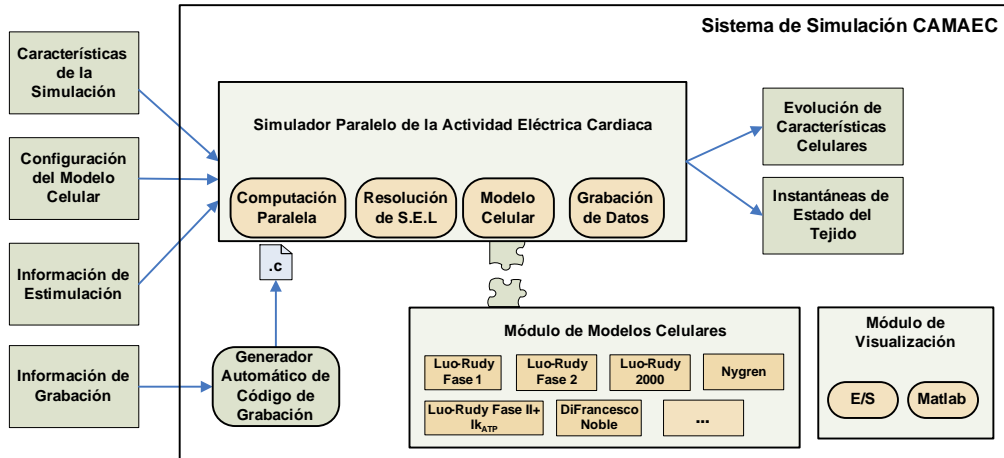 Sistema de Simulación CAMAEC
Características
de la
Simulación
Configuración
del Modelo
Celular
Información de
Estimulación
Información de
Grabación
Simulador Paralelo de la Actividad Eléctrica Cardiaca
Computación
Paralela
Resolución
de S.E.L
Modelo
Celular
Grabación
de Datos
Evolución de
Características
Celulares
Instantáneas de
Estado del
Tejido
.c
Generador
Automático de
Código de
Grabación
Módulo de Modelos Celulares
Luo-Rudy
Fase 1
Luo-Rudy
Fase 2
Luo-Rudy
2000
Nygren
Luo-Rudy Fase II+
IkATP
DiFrancesco
Noble
...
Módulo de
Visualización
E/S
Matlab